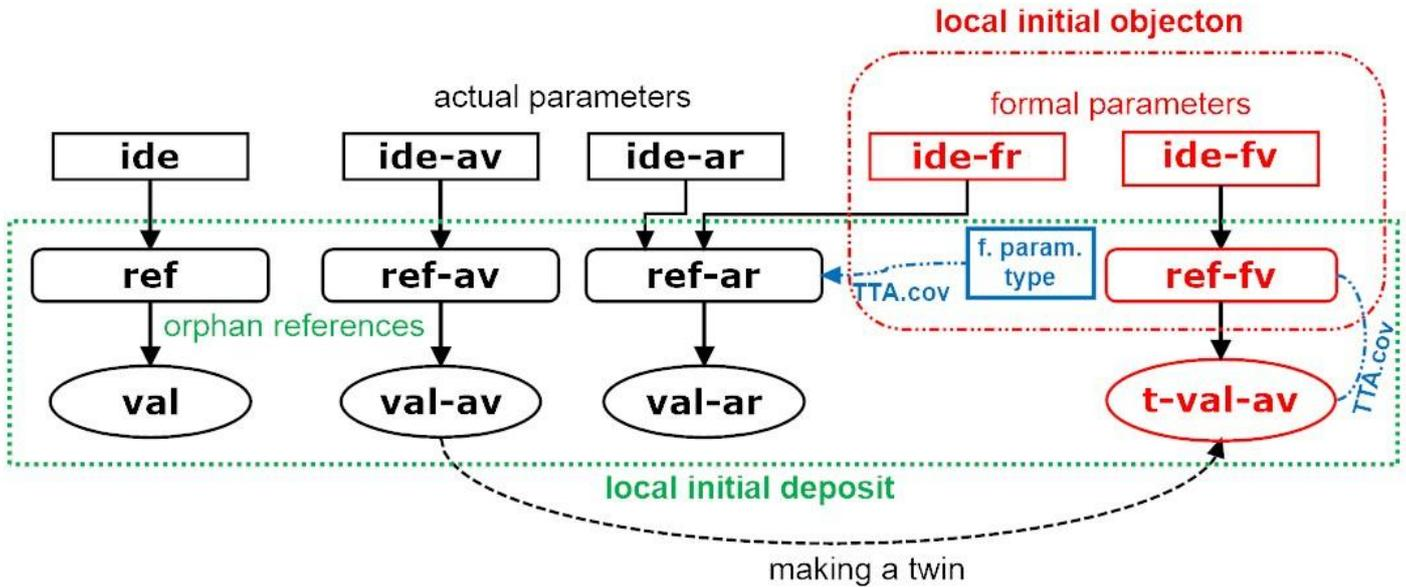 local initial objecton
actual parameters
formal parameters
ide
ide-av
ide-ar
ide-fr
ide-fv
ref
ref-av
ref-ar
TTA.cov
f. param.
type
ref-fv
orphan references
TTA.cov
val
val-av
val-ar
t-val-av
local initial deposit
making a twin